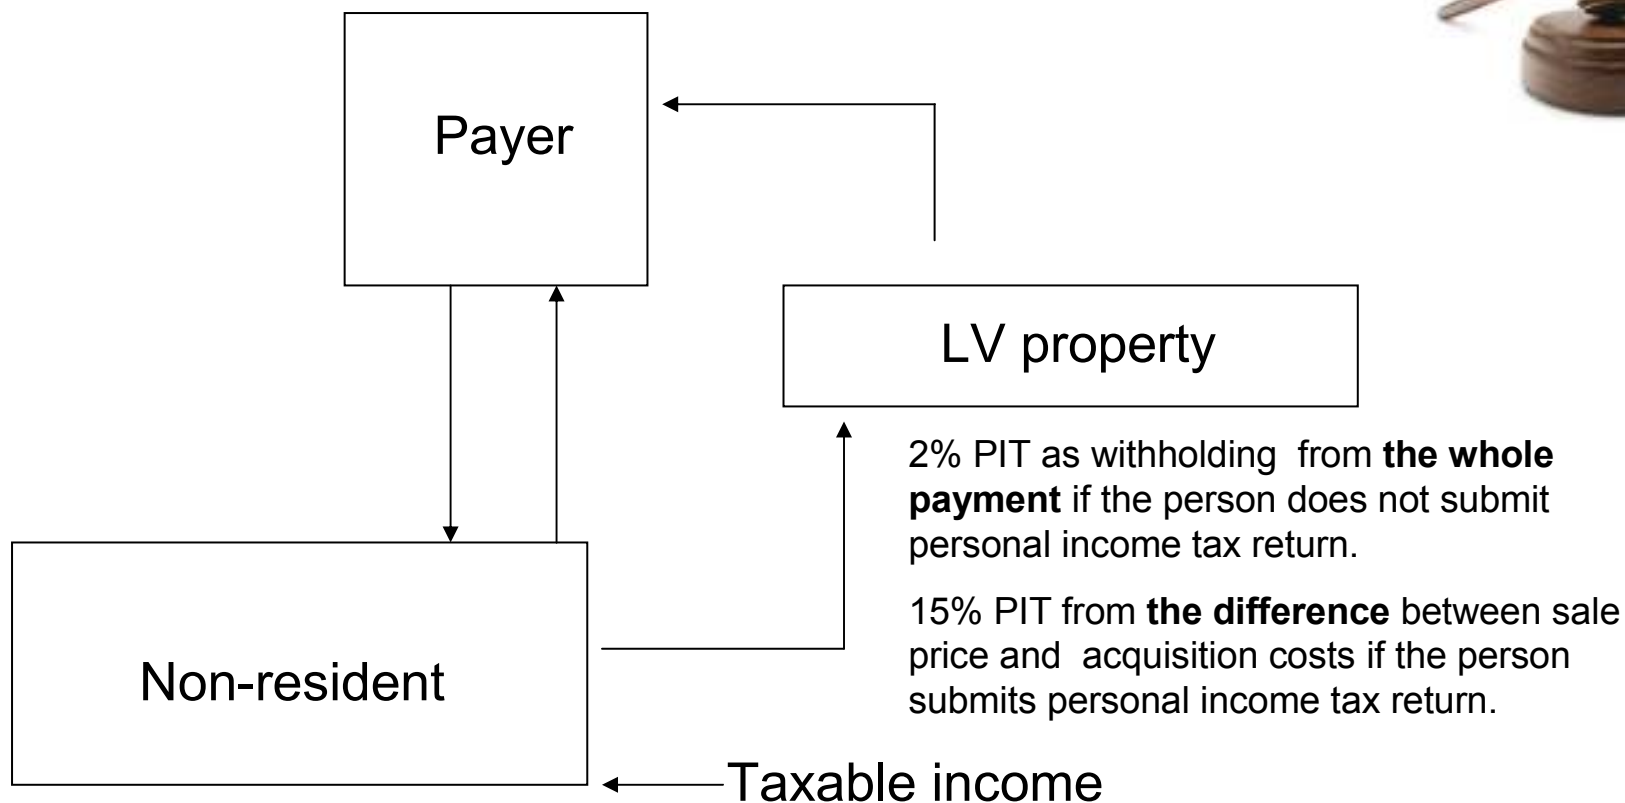 Payer
LV property
2% PIT as withholding  from the whole
payment if the person does not submit
personal income tax return.
15% PIT from the difference between sale
price and  acquisition costs if the person
submits personal income tax return.
Non-resident
Taxable income